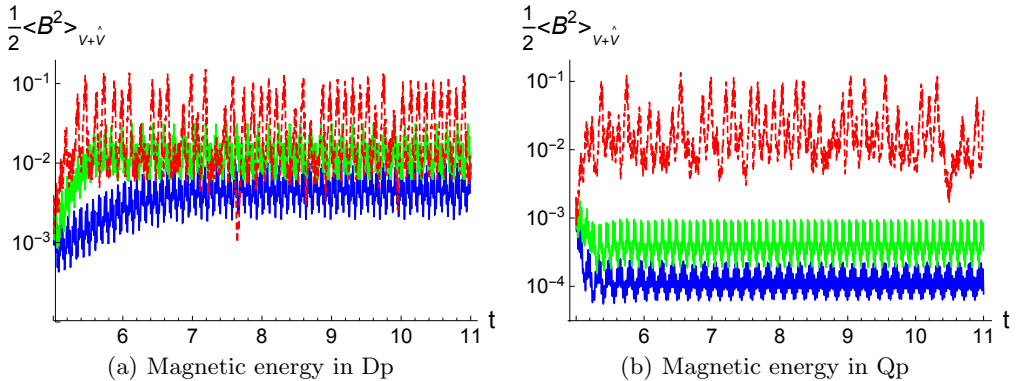 1/2 <B²>_{V+V̂}
10⁻¹
10⁻²
10⁻³
6 7 8 9 10 11 t
(a) Magnetic energy in Dp
1/2 <B²>_{V+V̂}
10⁻¹
10⁻²
10⁻³
10⁻⁴
6 7 8 9 10 11 t
(b) Magnetic energy in Qp